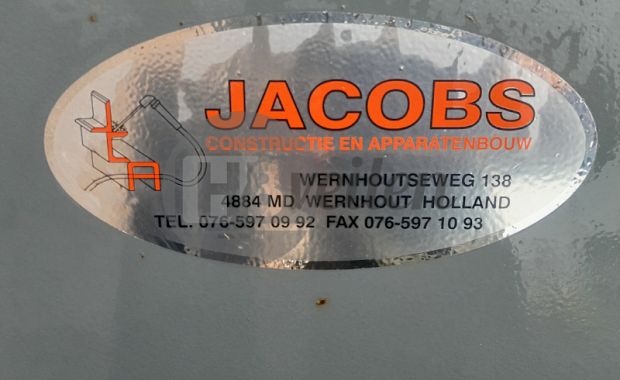 JACOBS
CONSTRUCTIE EN APPARATENBOUW
WERNHOUTSEWEG 138
4884 MD WERNHOUT HOLLAND
TEL. 076-597 09 92 FAX 076-597 10 93